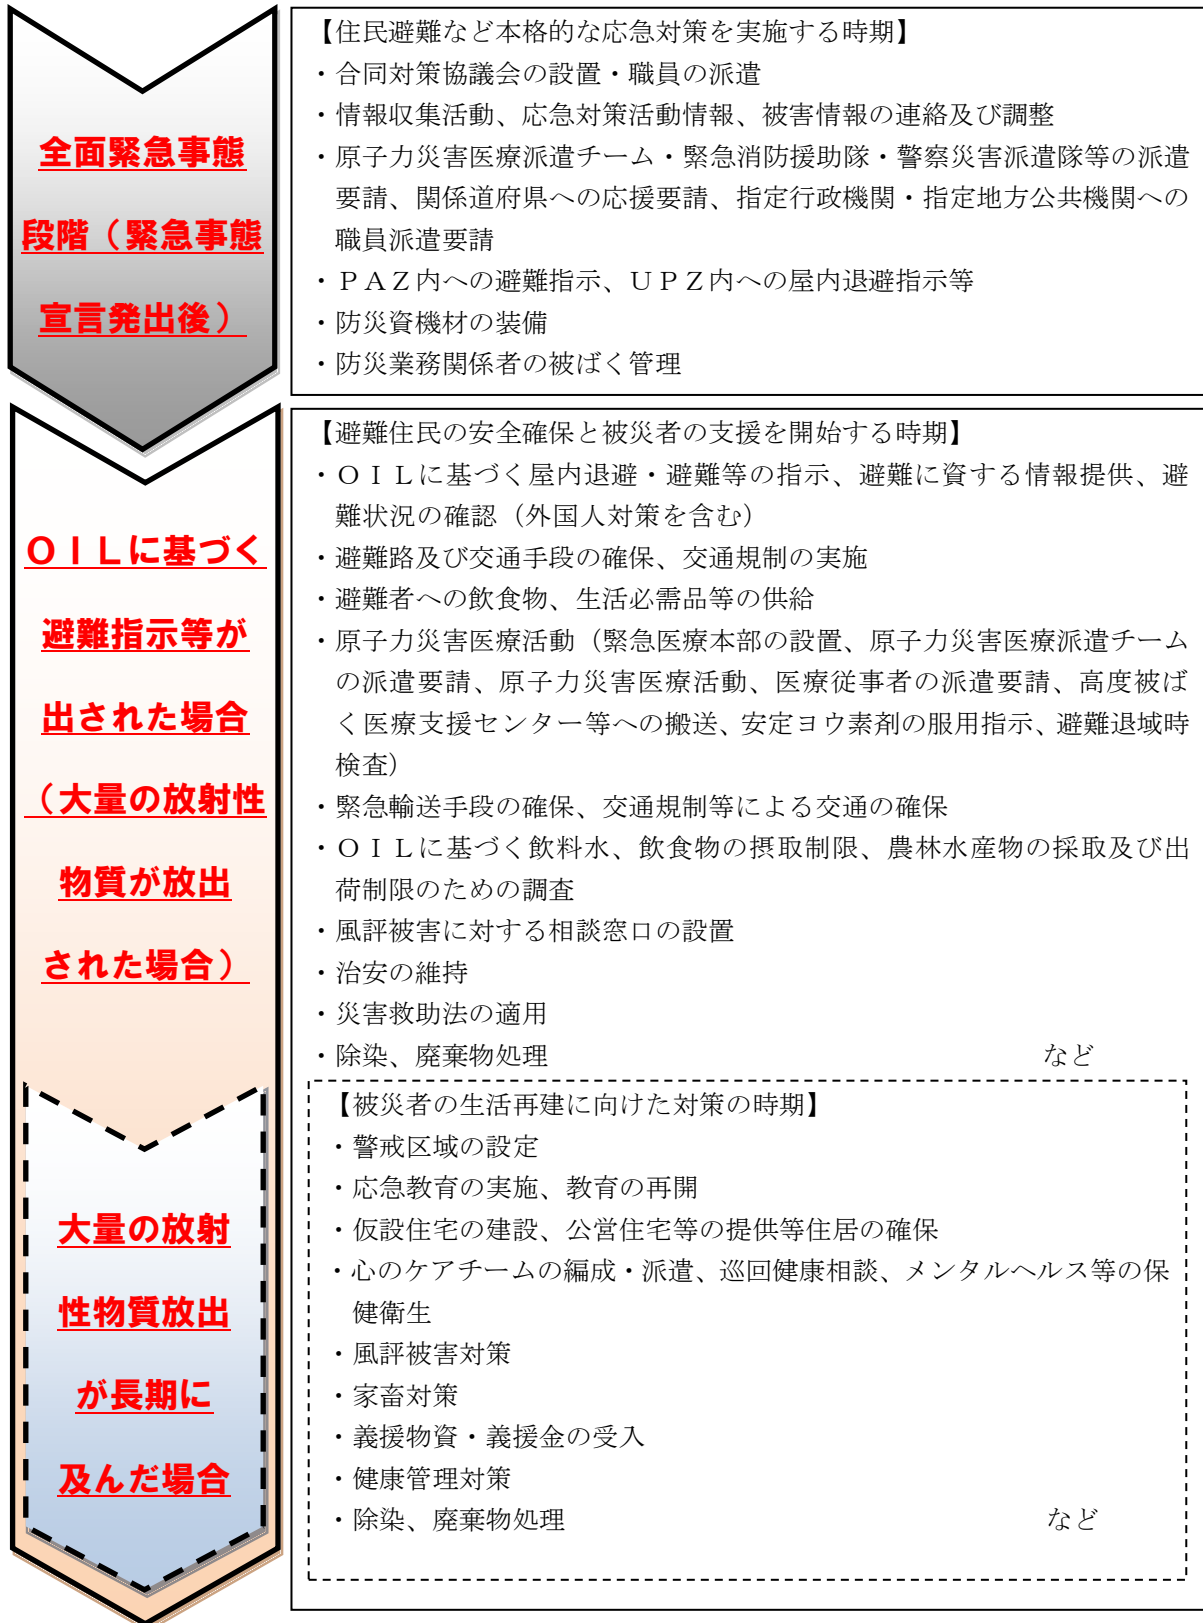 全面緊急事態
段階（緊急事態
宣言発出後）
【住民避難など本格的な応急対策を実施する時期】
・合同対策協議会の設置・職員の派遣
・情報収集活動、応急対策活動情報、被害情報の連絡及び調整
・原子力災害医療派遣チーム・緊急消防援助隊・警察災害派遣隊等の派遣
要請、関係道府県への応援要請、指定行政機関・指定地方公共機関への
職員派遣要請
・ＰＡＺ内への避難指示、ＵＰＺ内への屋内退避指示等
・防災資機材の装備
・防災業務関係者の被ばく管理
ＯＩＬに基づく
避難指示等が
出された場合
（大量の放射性
物質が放出
された場合）
【避難住民の安全確保と被災者の支援を開始する時期】
・ＯＩＬに基づく屋内退避・避難等の指示、避難に資する情報提供、避
難状況の確認（外国人対策を含む）
・避難路及び交通手段の確保、交通規制の実施
・避難者への飲食物、生活必需品等の供給
・原子力災害医療活動（緊急医療本部の設置、原子力災害医療派遣チーム
の派遣要請、原子力災害医療活動、医療従事者の派遣要請、高度被ば
く医療支援センター等への搬送、安定ヨウ素剤の服用指示、避難退域時
検査）
・緊急輸送手段の確保、交通規制等による交通の確保
・ＯＩＬに基づく飲料水、飲食物の摂取制限、農林水産物の採取及び出
荷制限のための調査
・風評被害に対する相談窓口の設置
・治安の維持
・災害救助法の適用
・除染、廃棄物処理　など
大量の放射
性物質放出
が長期に
及んだ場合
【被災者の生活再建に向けた対策の時期】
・警戒区域の設定
・応急教育の実施、教育の再開
・仮設住宅の建設、公営住宅等の提供等住居の確保
・心のケアチームの編成・派遣、巡回健康相談、メンタルヘルス等の保
健衛生
・風評被害対策
・家畜対策
・義援物資・義援金の受入
・健康管理対策
・除染、廃棄物処理　など